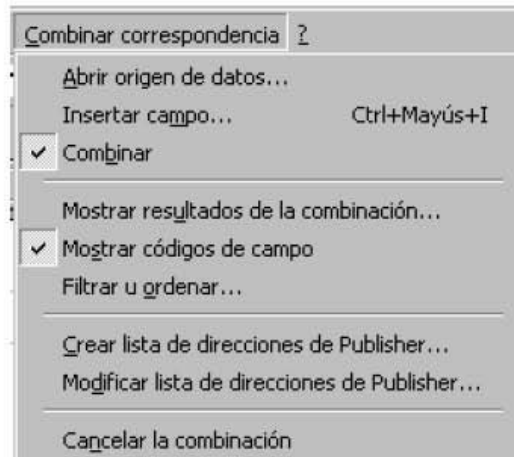 Combinar correspondencia ?
Abrir origen de datos...
Insertar campo... Ctrl+Mayús+I
Combinar
Mostrar resultados de la combinación...
Mostrar códigos de campo
Filtrar u ordenar...
Crear lista de direcciones de Publisher...
Modificar lista de direcciones de Publisher...
Cancelar la combinación